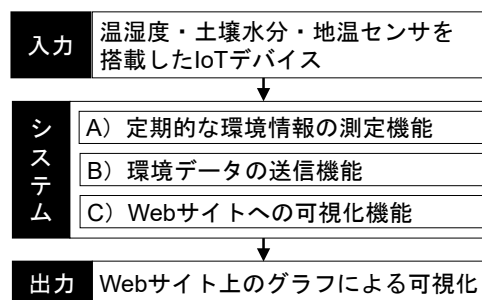 入力
温湿度・土壌水分・地温センサを
搭載したIoTデバイス
システム
A）定期的な環境情報の測定機能
B）環境データの送信機能
C）Webサイトへの可視化機能
出力
Webサイト上のグラフによる可視化